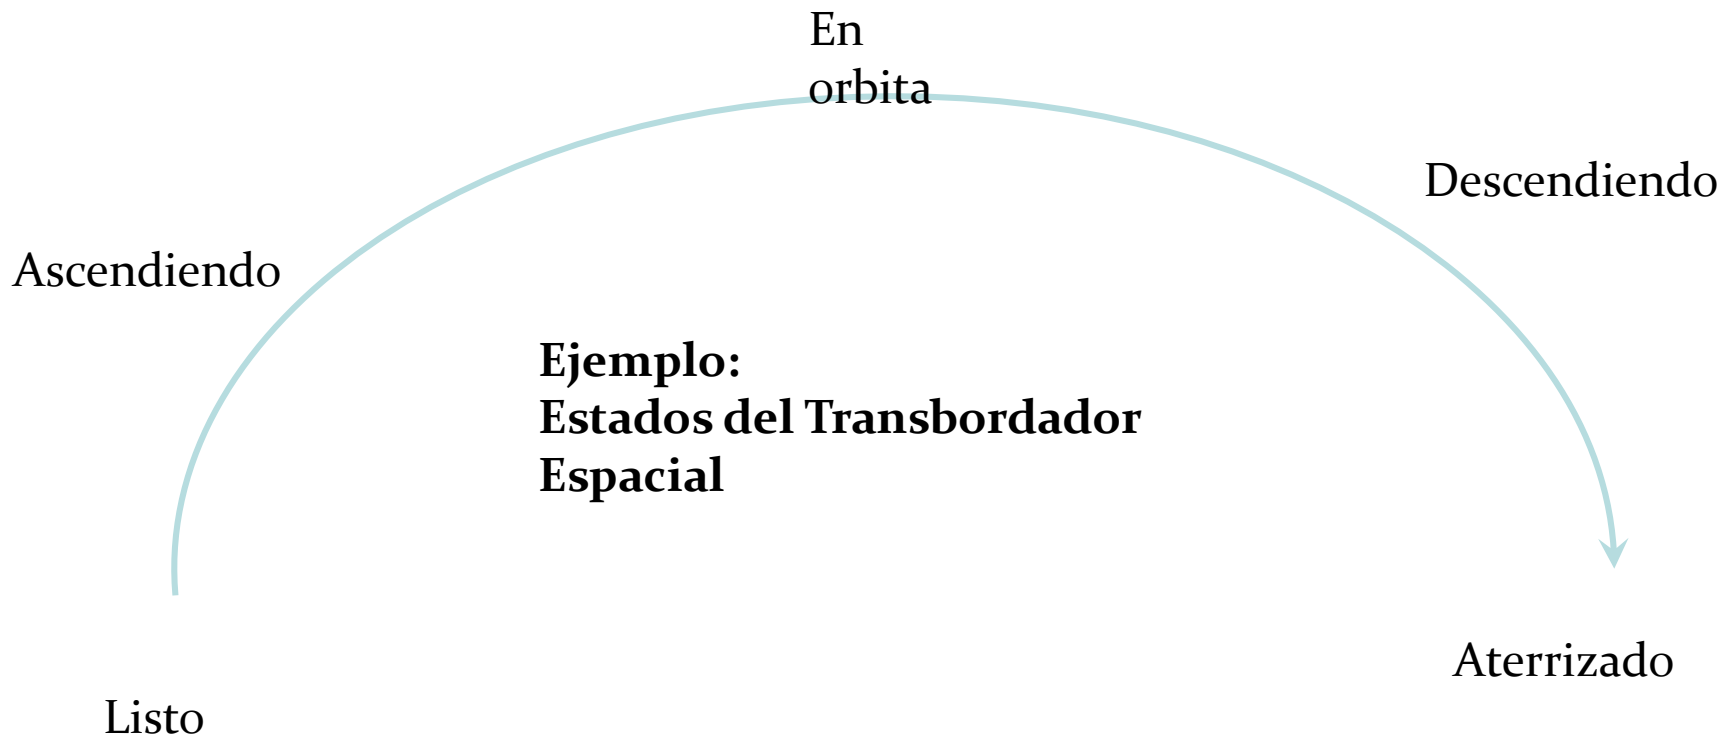 En
orbita
Descendiendo
Ascendiendo
Ejemplo:
Estados del Transbordador
Espacial
Aterrizado
Listo